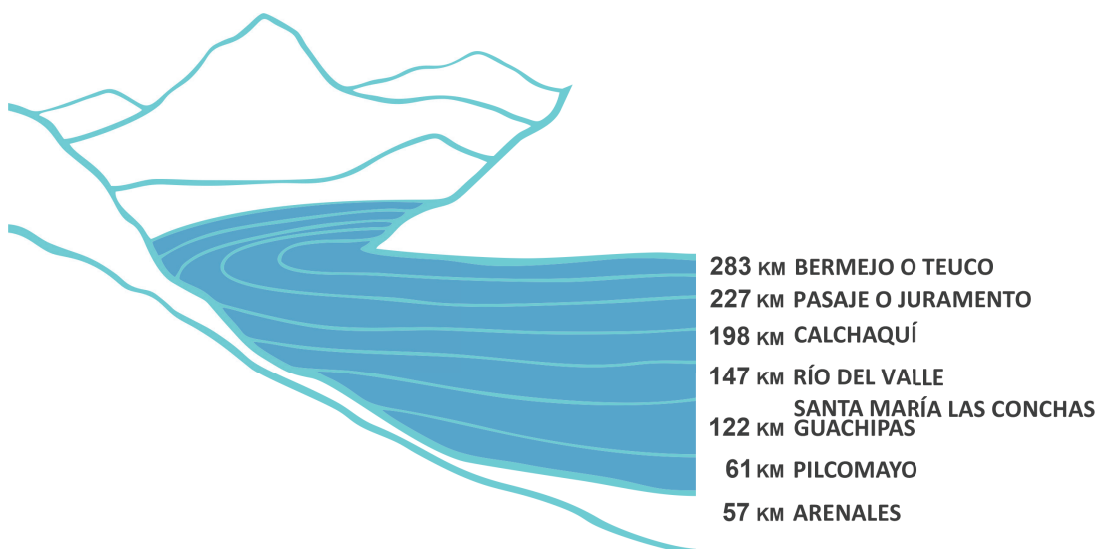 283 KM BERMEJO O TEUCO
227 KM PASAJE O JURAMENTO
198 KM CALCHAQUÍ
147 KM RÍO DEL VALLE
SANTA MARÍA LAS CONCHAS
122 KM GUACHIPAS
61 KM PILCOMAYO
57 KM ARENALES